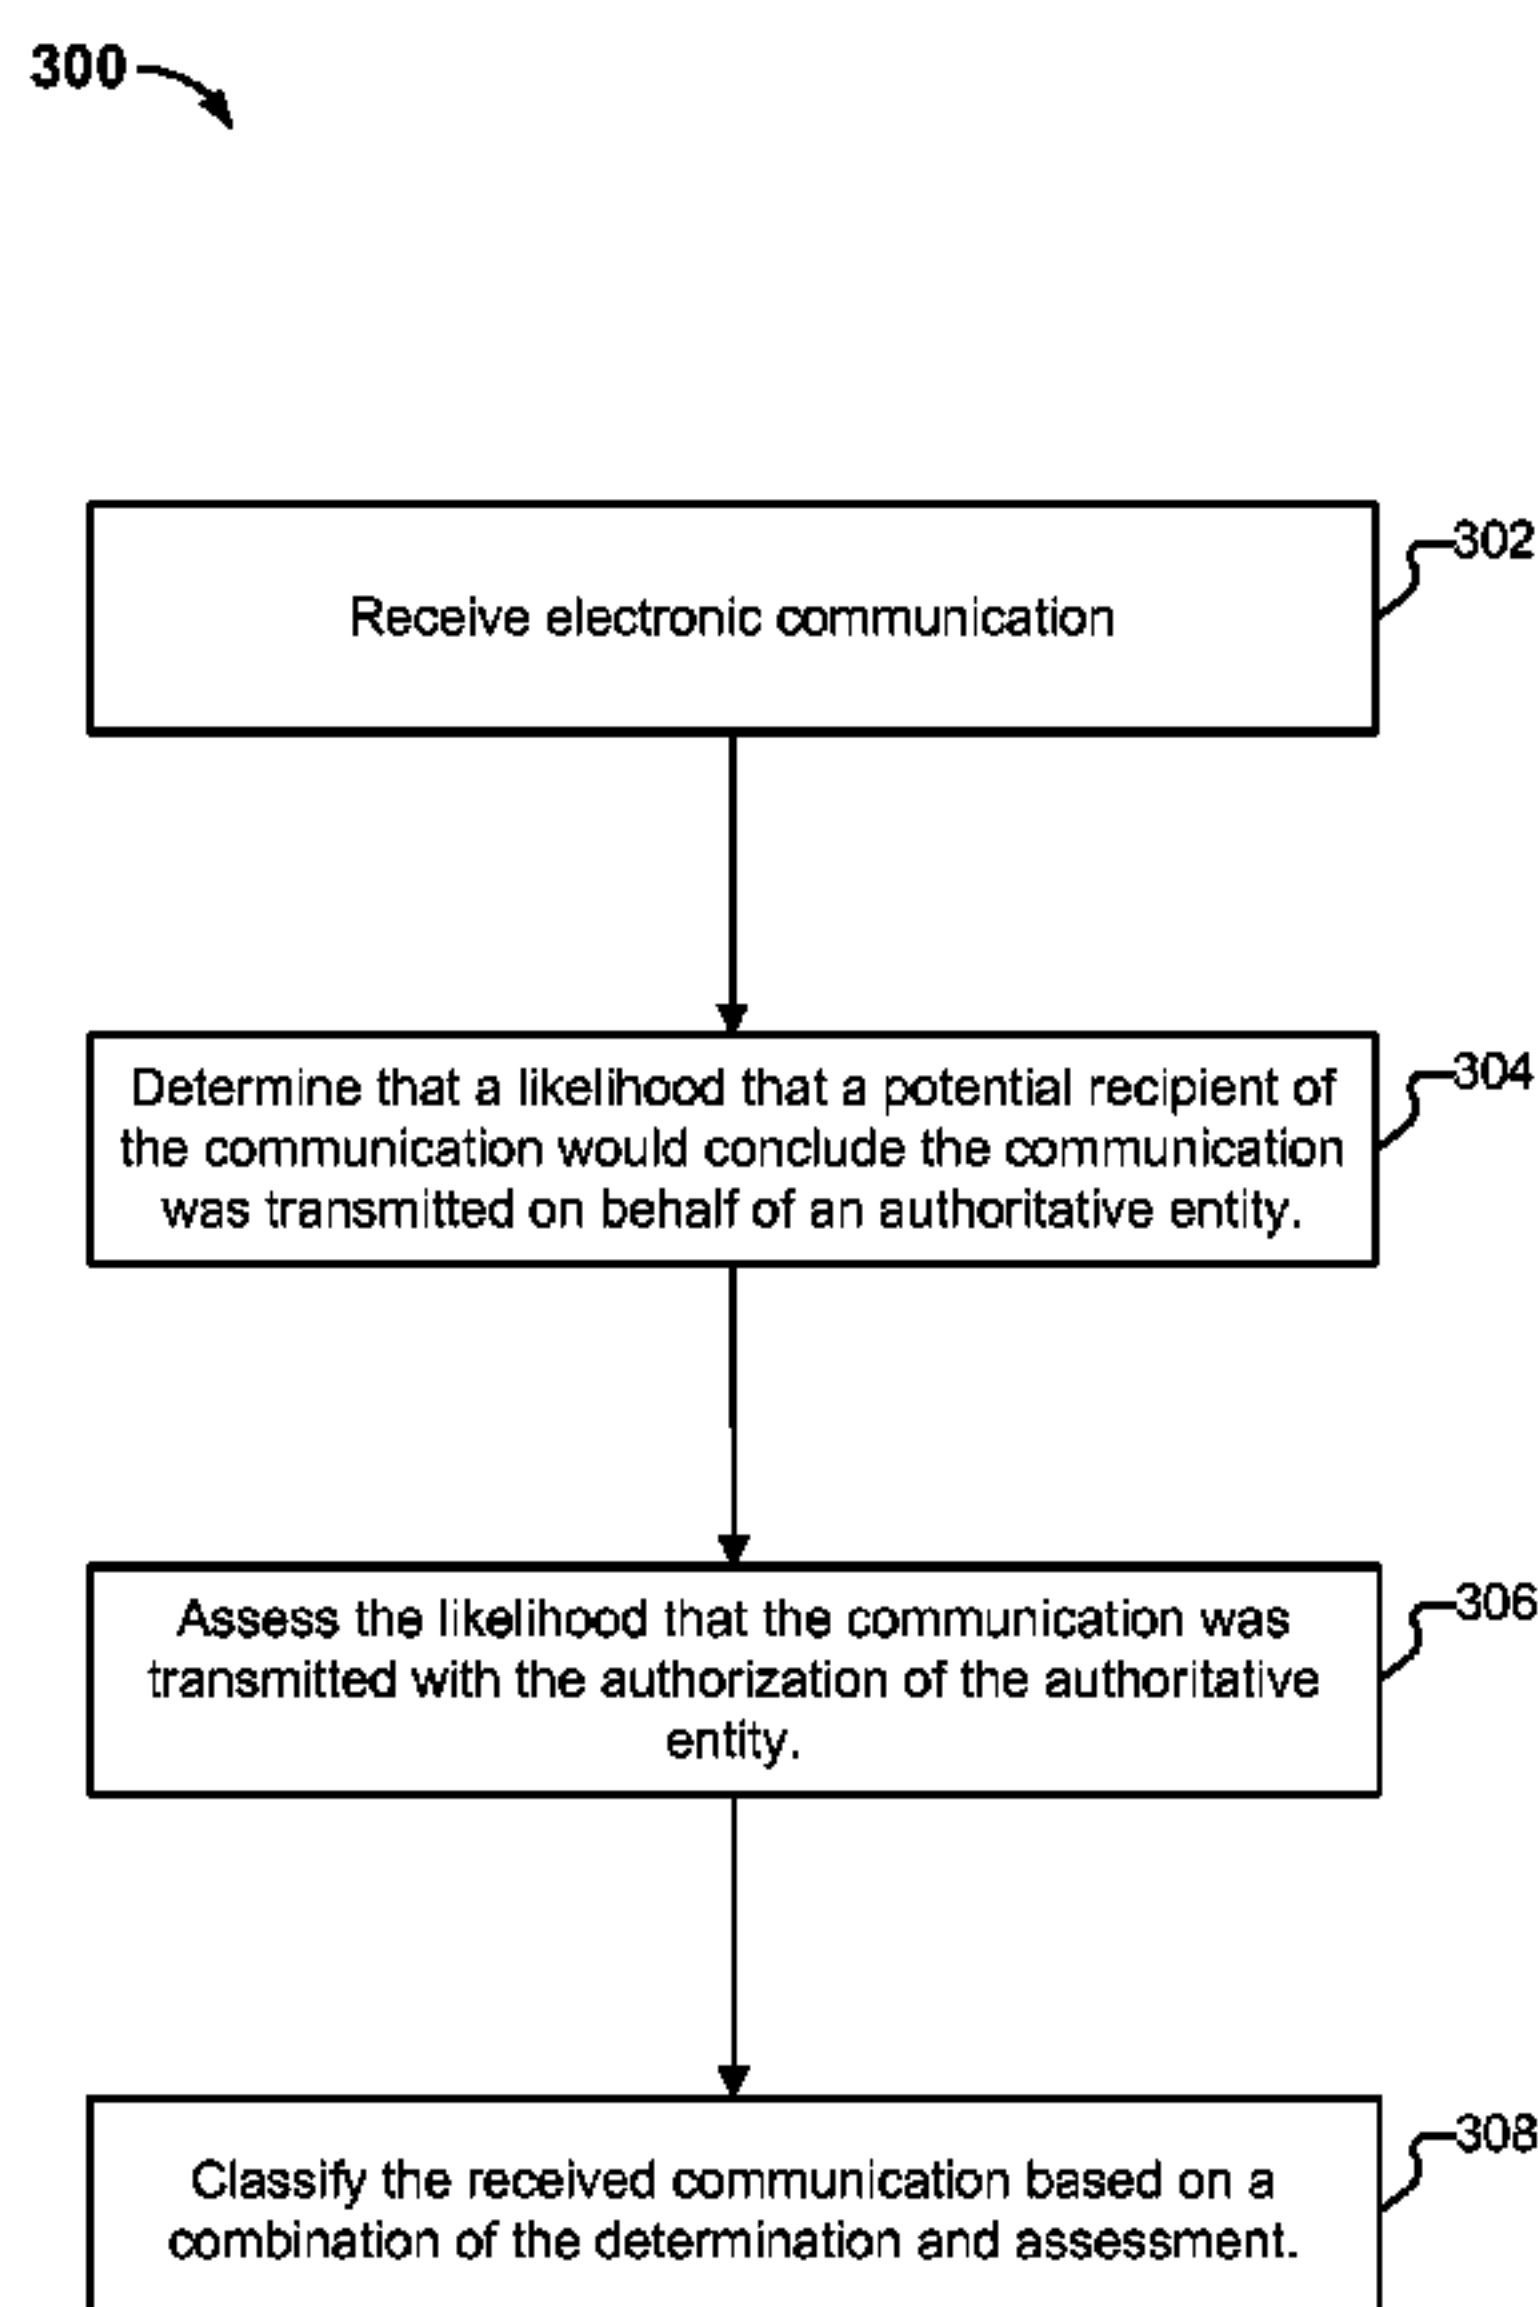 300
302
Receive electronic communication
304
Determine that a likelihood that a potential recipient of
the communication would conclude the communication
was transmitted on behalf of an authoritative entity.
306
Assess the likelihood that the communication was
transmitted with the authorization of the authoritative
entity.
308
Classify the received communication based on a
combination of the determination and assessment.